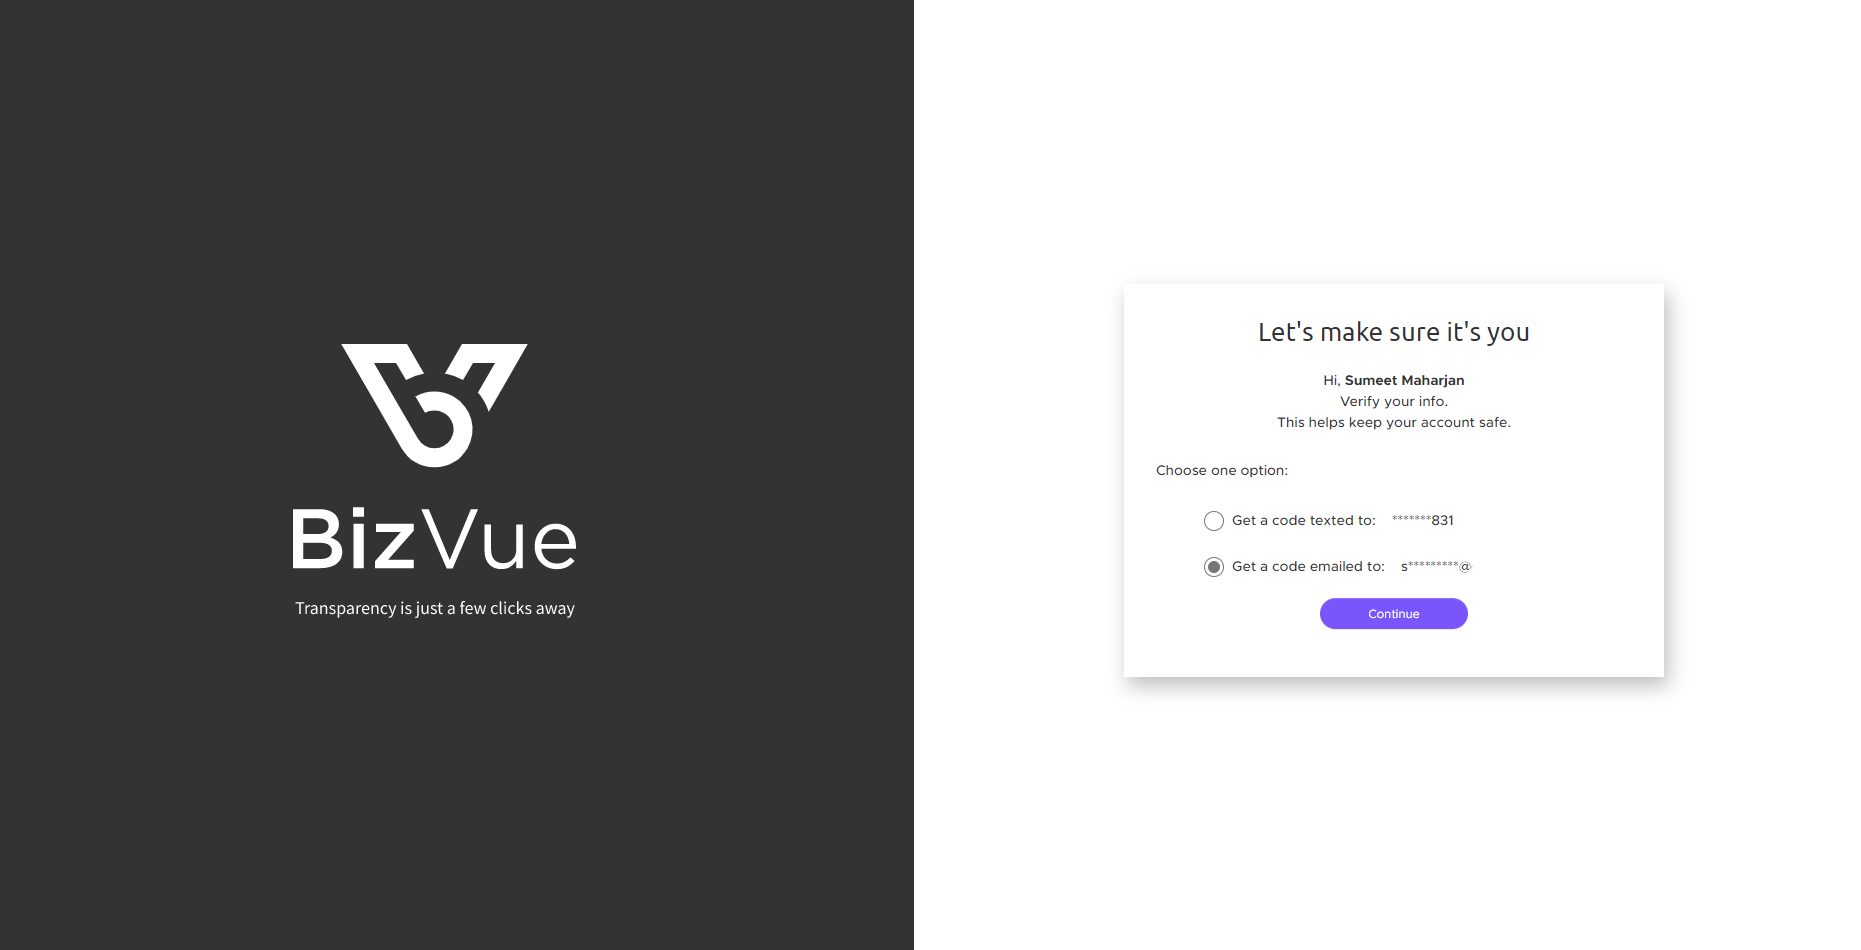 BizVue
Transparency is just a few clicks away
Let's make sure it's you
Hi, Sumeet Maharjan
Verify your info.
This helps keep your account safe.
Choose one option:
Get a code texted to: *******831
Get a code emailed to: s*********@
Continue